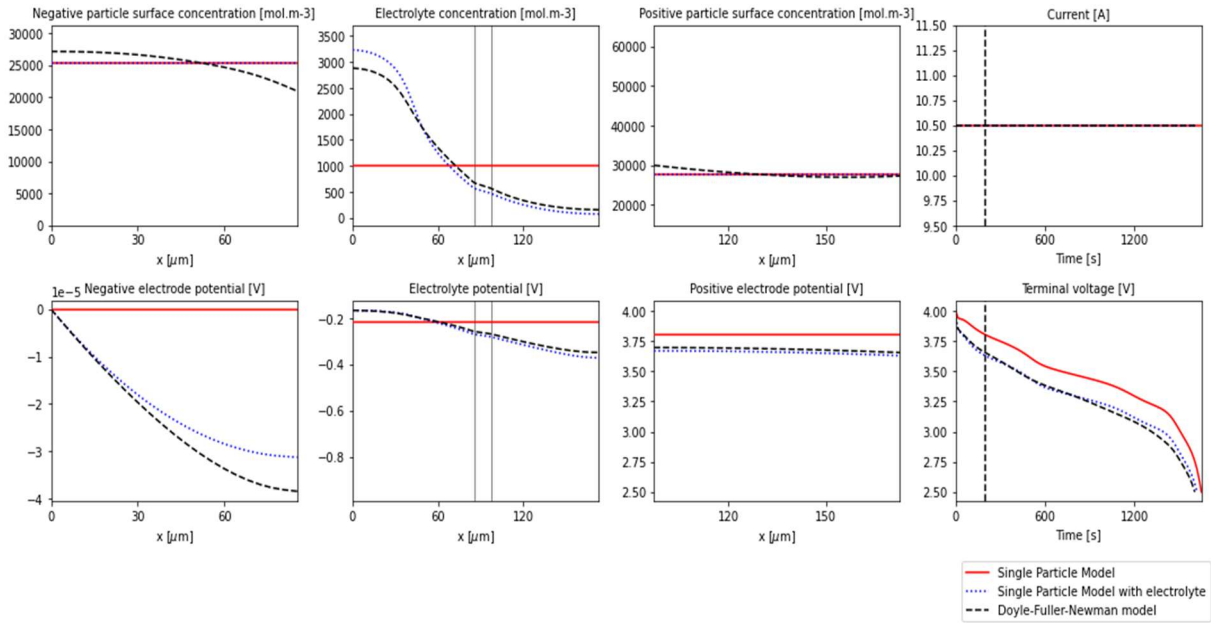 Negative particle surface concentration [mol.m-3]
30000
25000
20000
15000
10000
5000
0
0 30 60
x [μm]
Electrolyte concentration [mol.m-3]
3500
3000
2500
2000
1500
1000
500
0
0 60 120
x [μm]
Positive particle surface concentration [mol.m-3]
60000
50000
40000
30000
20000
120 150
x [μm]
Current [A]
11.50
11.25
11.00
10.75
10.50
10.25
10.00
9.75
9.50
0 600 1200
Time [s]
1e−5 Negative electrode potential [V]
0
−1
−2
−3
−4
0 30 60
x [μm]
Electrolyte potential [V]
−0.2
−0.4
−0.6
−0.8
0 60 120
x [μm]
Positive electrode potential [V]
4.00
3.75
3.50
3.25
3.00
2.75
2.50
120 150
x [μm]
Terminal voltage [V]
4.00
3.75
3.50
3.25
3.00
2.75
2.50
0 600 1200
Time [s]
Single Particle Model
Single Particle Model with electrolyte
Doyle-Fuller-Newman model